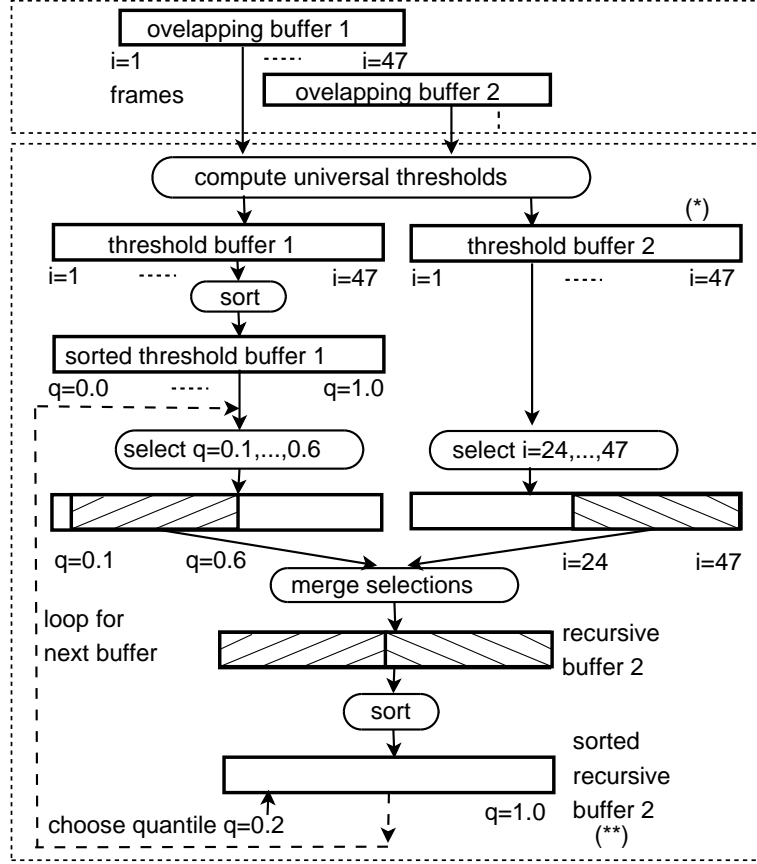 ovelapping buffer 1
i=1 ..... i=47
frames
ovelapping buffer 2
compute universal thresholds
(*)
threshold buffer 1
threshold buffer 2
i=1 ..... i=47
i=1 ..... i=47
sort
sorted threshold buffer 1
q=0.0 ..... q=1.0
select q=0.1,...,0.6
select i=24,...,47
q=0.1 q=0.6
i=24 i=47
merge selections
loop for
next buffer
recursive
buffer 2
sort
sorted
recursive
buffer 2
(**)
q=1.0
choose quantile q=0.2